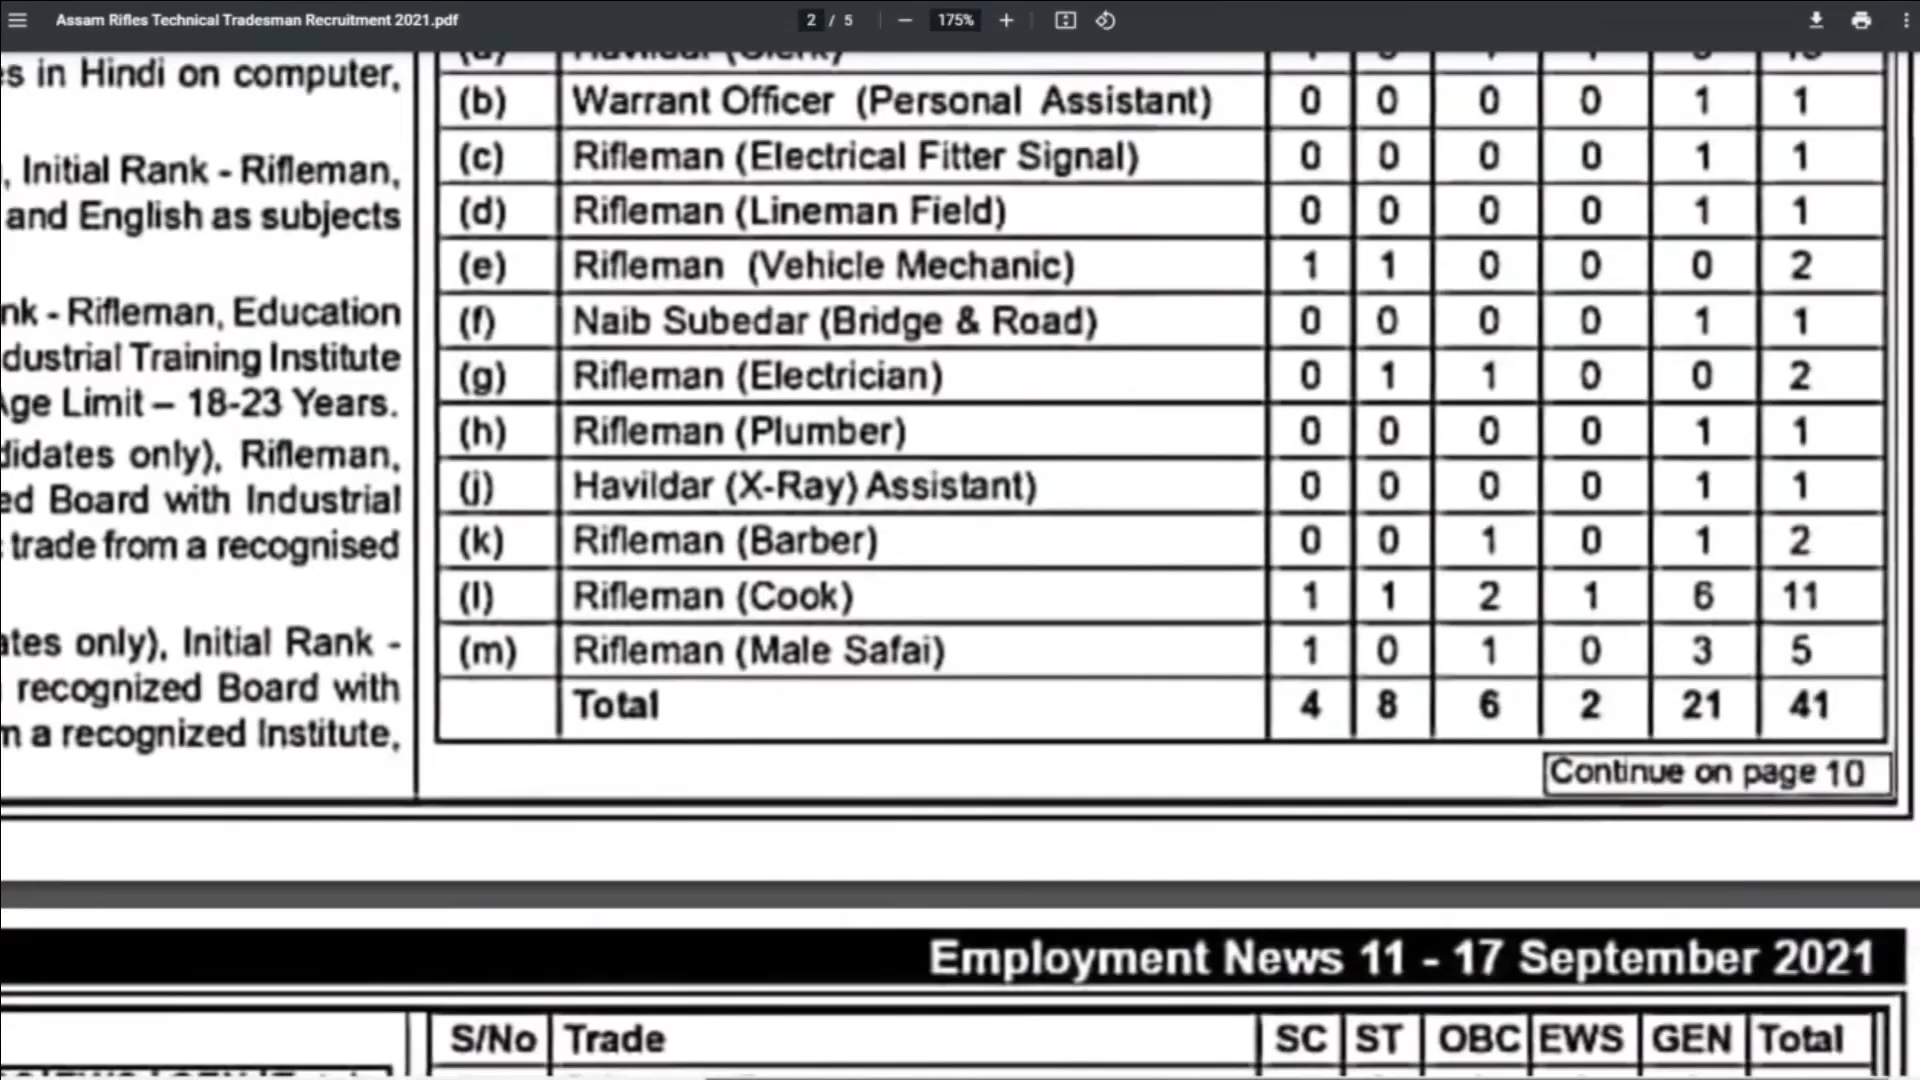 Assam Rifles Technical Tradesman Recruitment 2021.pdf 2 / 5 175%
es in Hindi on computer,
, Initial Rank - Rifleman,
and English as subjects
nk - Rifleman, Education
dustrial Training Institute
Age Limit – 18-23 Years.
didates only), Rifleman,
ed Board with Industrial
trade from a recognised
ates only), Initial Rank -
recognized Board with
m a recognized Institute,
(b) Warrant Officer (Personal Assistant) 0 0 0 0 1 1
(c) Rifleman (Electrical Fitter Signal) 0 0 0 0 1 1
(d) Rifleman (Lineman Field) 0 0 0 0 1 1
(e) Rifleman (Vehicle Mechanic) 1 1 0 0 0 2
(f) Naib Subedar (Bridge & Road) 0 0 0 0 1 1
(g) Rifleman (Electrician) 0 1 1 0 0 2
(h) Rifleman (Plumber) 0 0 0 0 1 1
(j) Havildar (X-Ray) Assistant) 0 0 0 0 1 1
(k) Rifleman (Barber) 0 0 1 0 1 2
(l) Rifleman (Cook) 1 1 2 1 6 11
(m) Rifleman (Male Safai) 1 0 1 0 3 5
Total 4 8 6 2 21 41
Continue on page 10
Employment News 11 - 17 September 2021
S/No Trade SC ST OBC EWS GEN Total